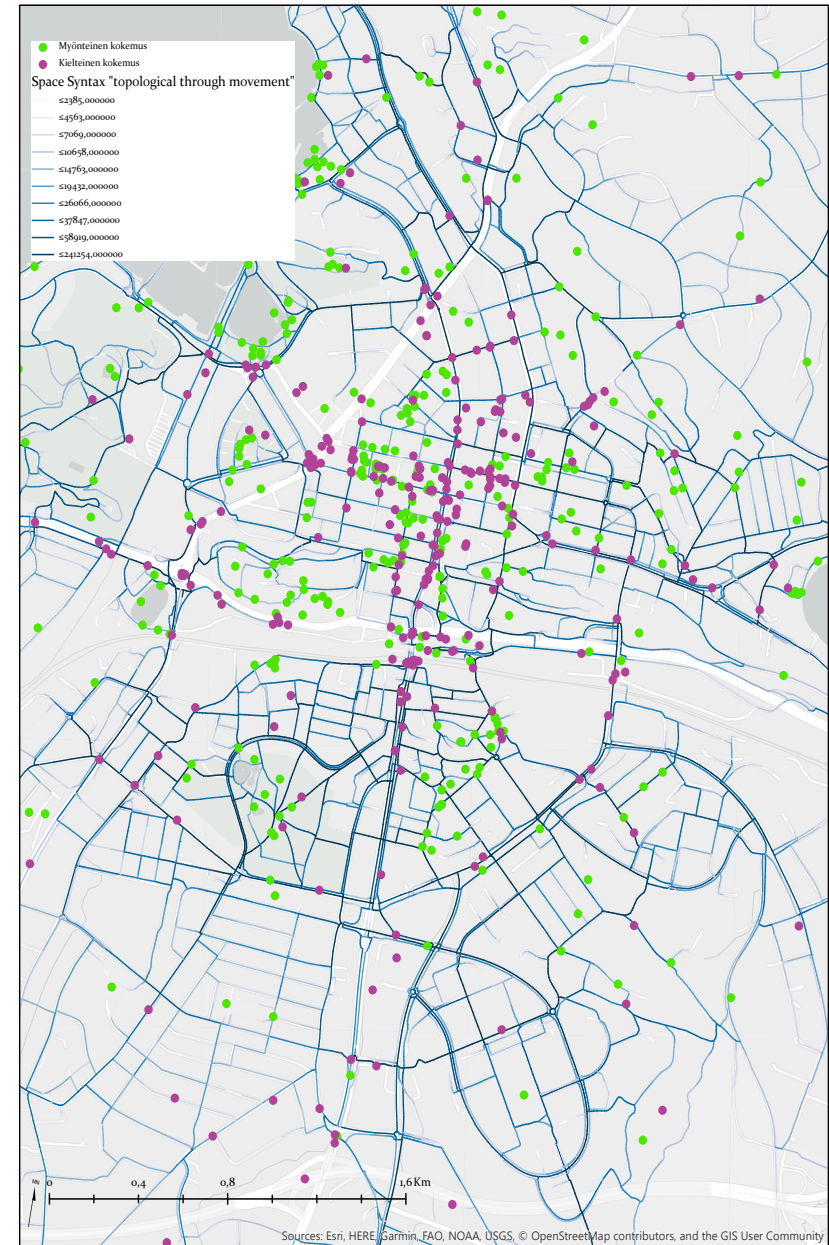 Myönteinen kokemus
Kielteinen kokemus
Space Syntax "topological through movement"
≤2385,000000
≤4563,000000
≤7069,000000
≤10658,000000
≤14763,000000
≤19432,000000
≤26066,000000
≤37847,000000
≤58919,000000
≤241254,000000
MN
0 0,4 0,8 1,6 Km
Sources: Esri, HERE, Garmin, FAO, NOAA, USGS, © OpenStreetMap contributors, and the GIS User Community